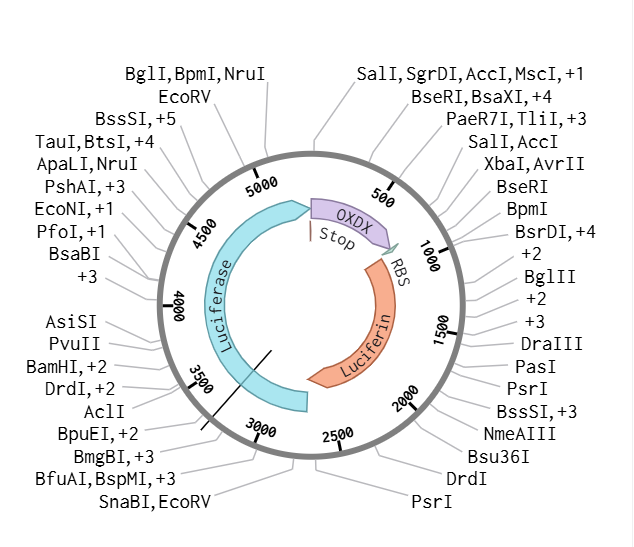 BglI,BpmI,NruI
EcoRV
BssSI,+5
TauI,BtsI,+4
ApaLI,NruI
PshAI,+3
EcoNI,+1
PfoI,+1
BsaBI
+3
AsiSI
PvuII
BamHI,+2
DrdI,+2
AclI
BpuEI,+2
BmgBI,+3
BfuAI,BspMI,+3
SnaBI,EcoRV
SalI,SgrDI,AccI,MscI,+1
BseRI,BsaXI,+4
PaeR7I,TliI,+3
SalI,AccI
XbaI,AvrII
BseRI
BpmI
BsrDI,+4
+2
BglII
+2
+3
DraIII
PasI
PsrI
BssSI,+3
NmeAIII
Bsu36I
DrdI
PsrI
500
1000
1500
2000
2500
3000
3500
4000
4500
5000
OXDX
Stop
RBS
Luciferin
Luciferase